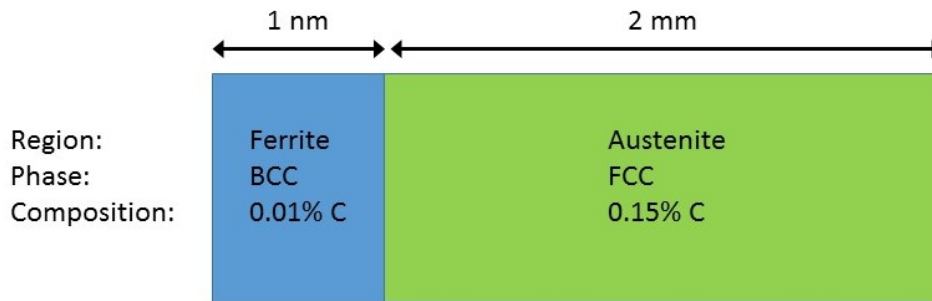 1 nm 2 mm
Region: Ferrite Austenite
Phase: BCC FCC
Composition: 0.01% C 0.15% C